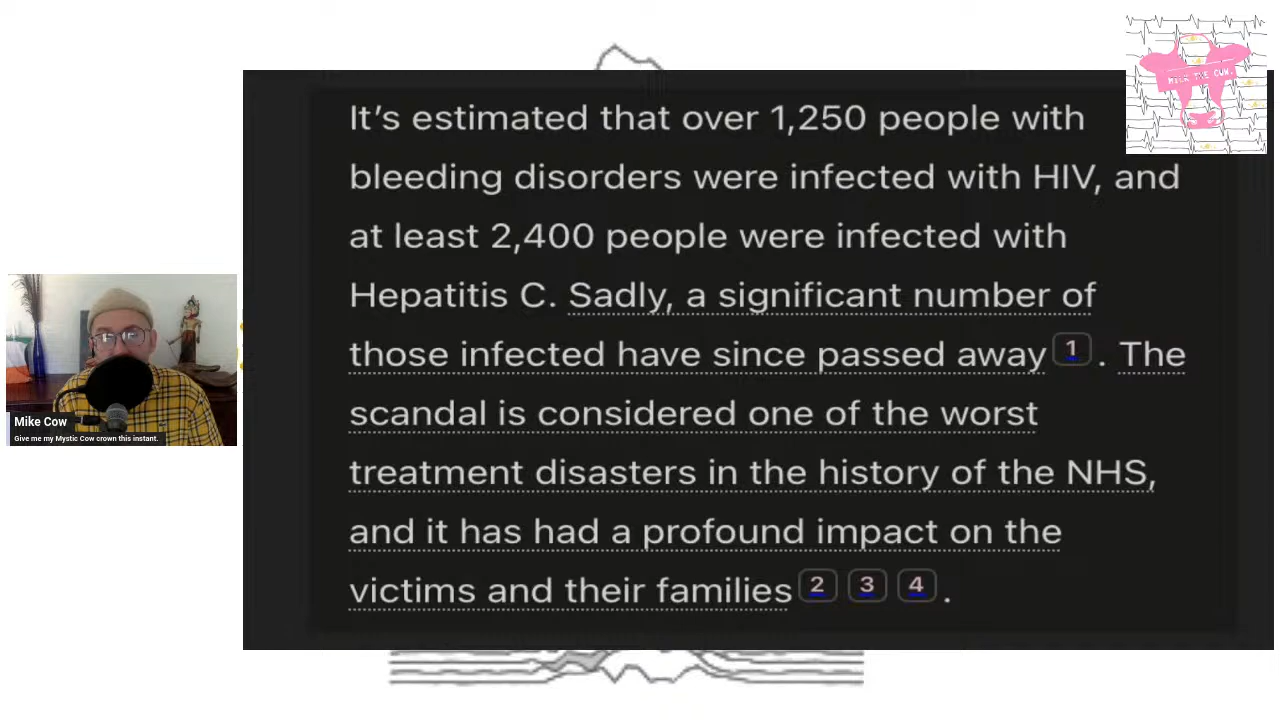 It's estimated that over 1,250 people with
bleeding disorders were infected with HIV, and
at least 2,400 people were infected with
Hepatitis C. Sadly, a significant number of
those infected have since passed away 1 . The
scandal is considered one of the worst
treatment disasters in the history of the NHS,
and it has had a profound impact on the
victims and their families 2 3 4 .
MILK THE COW.
Mike Cow
Give me my Mystic Cow crown this instant.